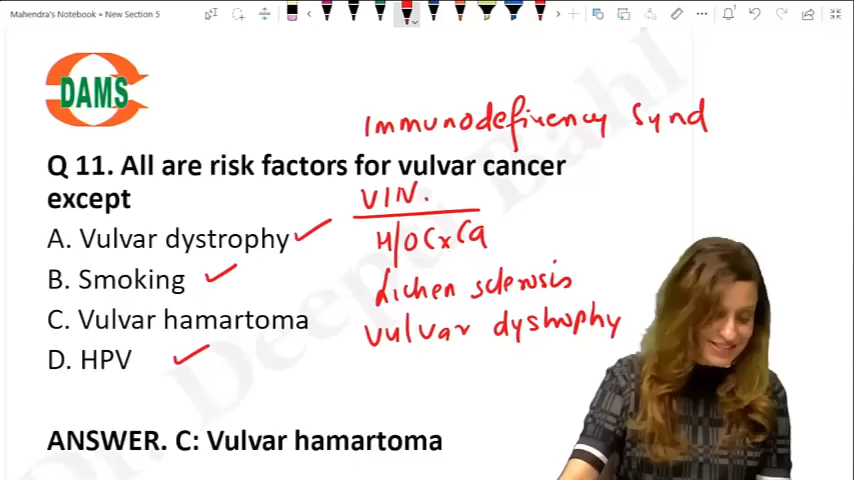 Mahendra's Notebook • New Section 5
DAMS
Immunodeficiency Synd
Q 11. All are risk factors for vulvar cancer
except
VIN.
A. Vulvar dystrophy
H/O Cx Ca
B. Smoking
Lichen sclerosis
C. Vulvar hamartoma
vulvar dystrophy
D. HPV
ANSWER. C: Vulvar hamartoma